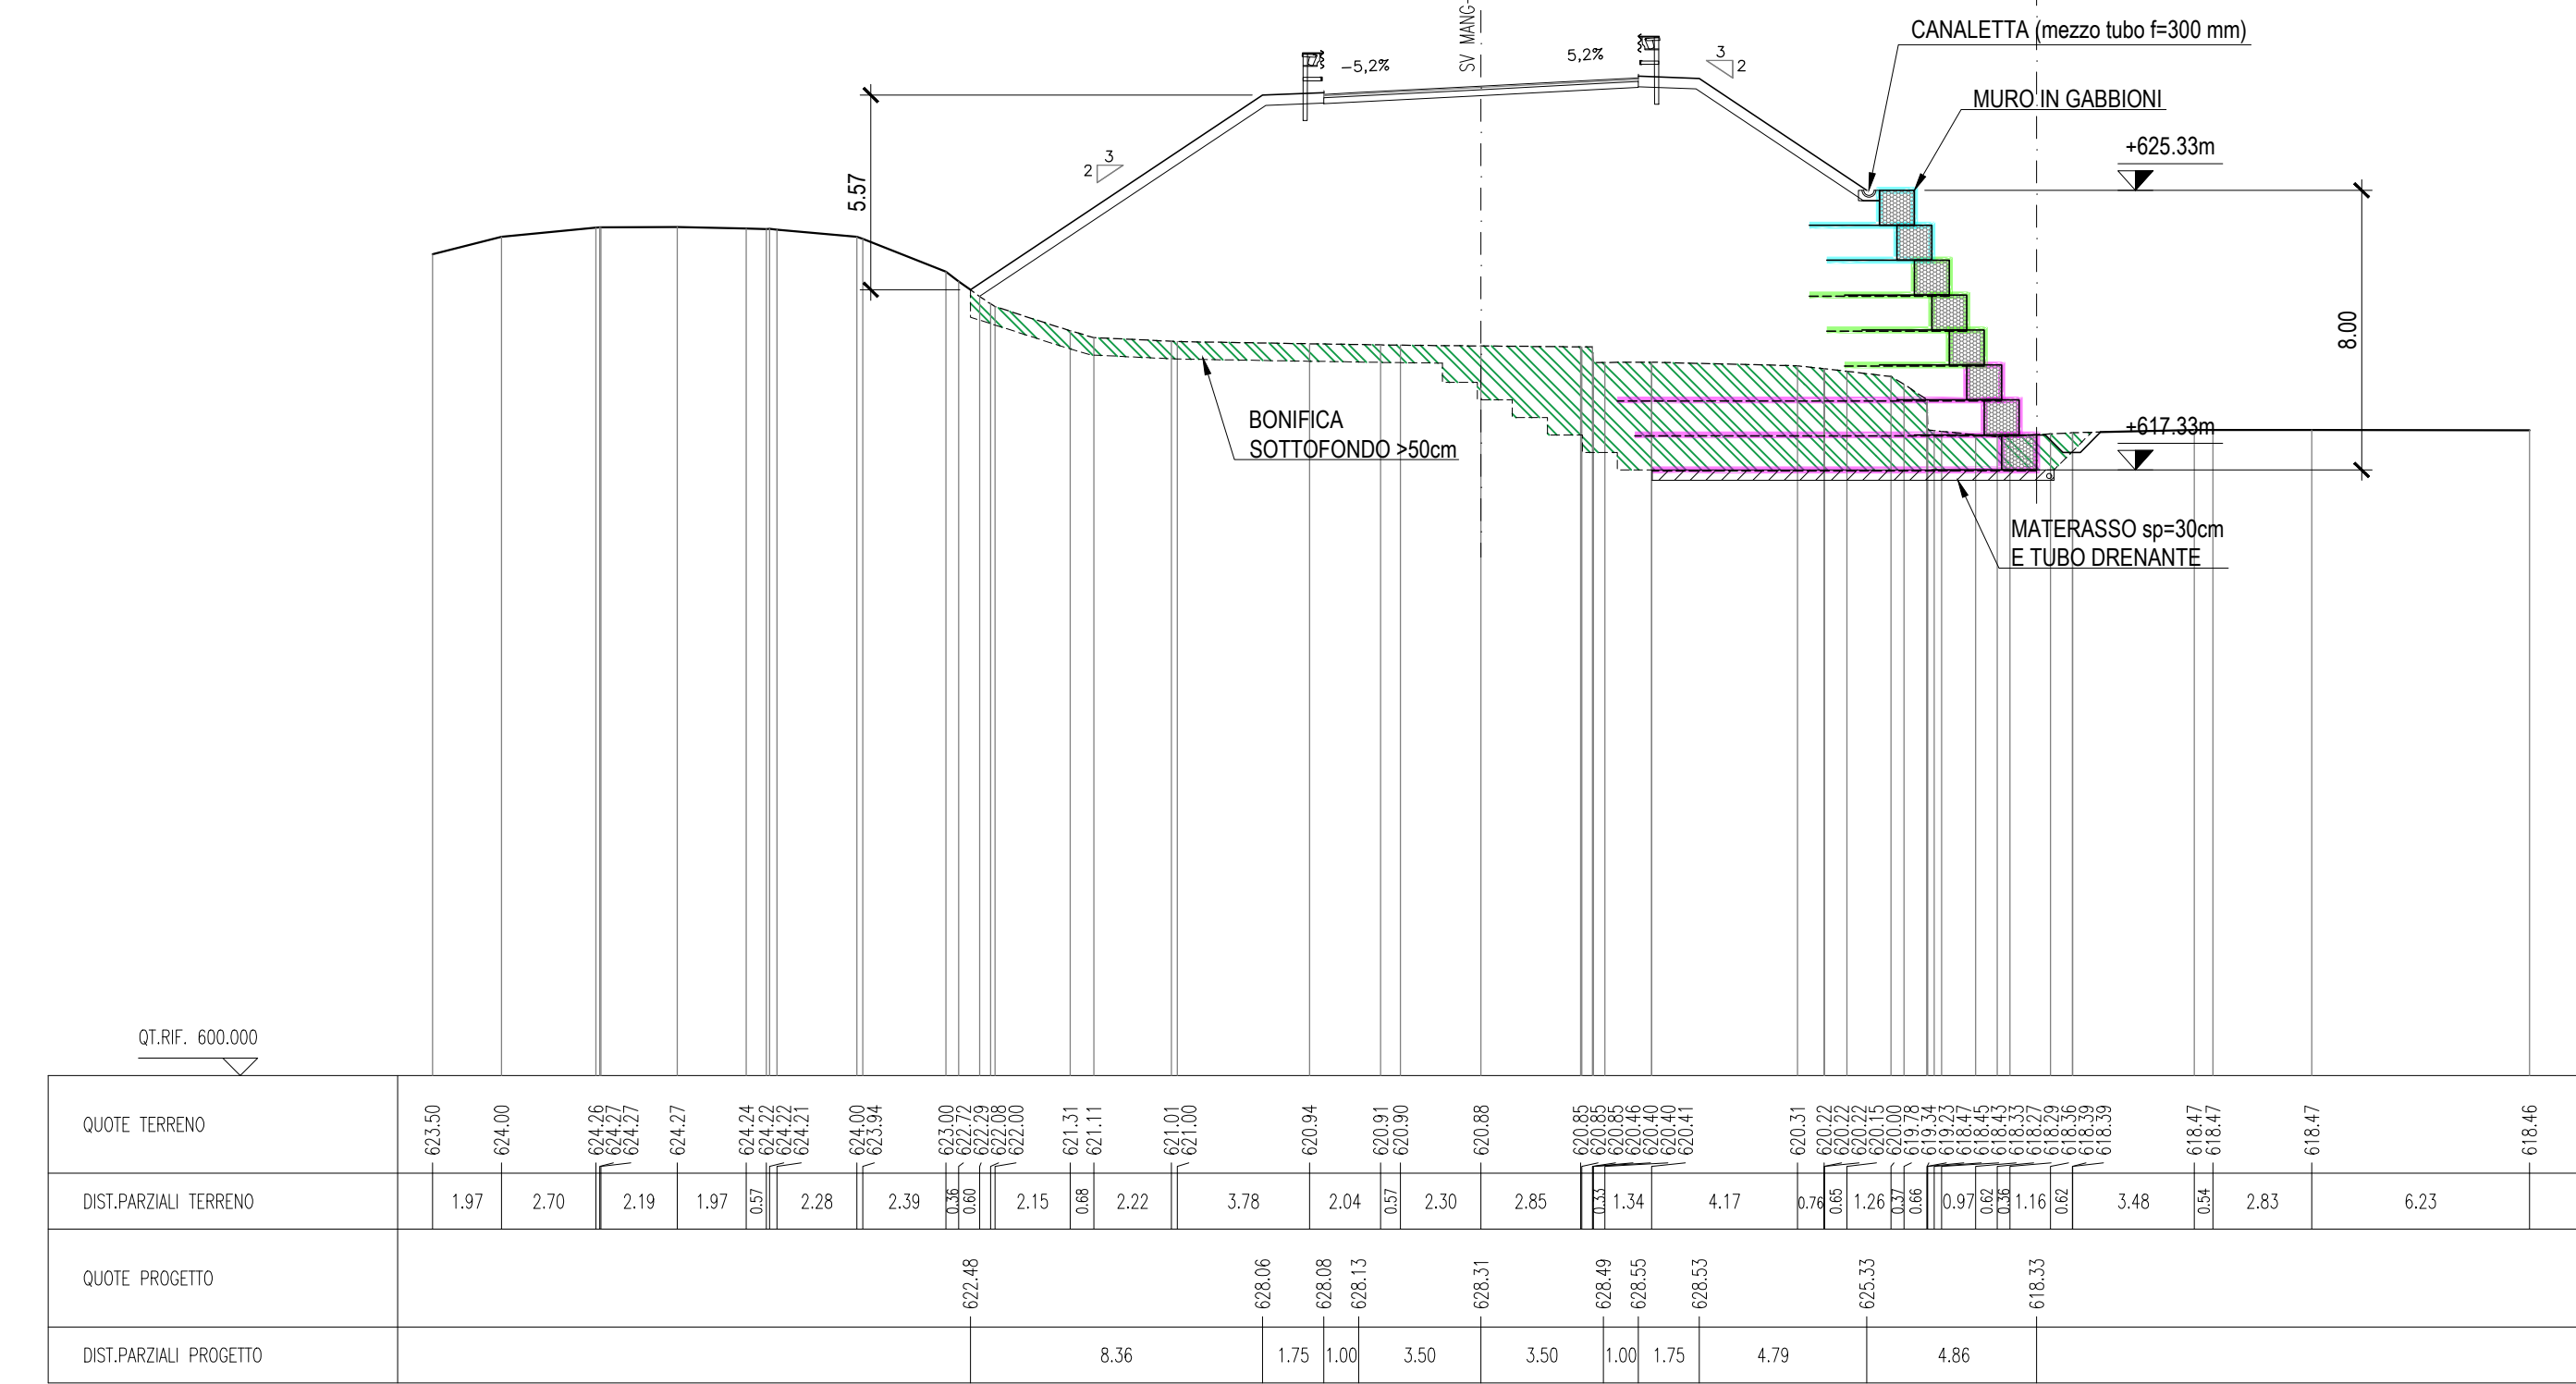 SV MANG-
CANALETTA (mezzo tubo f=300 mm)
-5,2%
5,2%
3
2
MURO IN GABBIONI
+625.33m
3
2
5.57
8.00
BONIFICA
SOTTOFONDO >50cm
+617.33m
MATERASSO sp=30cm
E TUBO DRENANTE
QT.RIF. 600.000
QUOTE TERRENO
623.50 624.00 624.26 624.27 624.27 624.27 624.24 624.22 624.22 624.21 624.00 623.94 623.00 622.72 622.29 622.08 622.00 621.31 621.11 621.01 621.00 620.94 620.91 620.90 620.88 620.85 620.85 620.85 620.46 620.40 620.40 620.41 620.31 620.22 620.22 620.22 620.15 620.00 619.78 619.34 619.23 618.47 618.45 618.43 618.33 618.27 618.29 618.36 618.39 618.39 618.47 618.47 618.47 618.46
DIST.PARZIALI TERRENO
1.97 2.70 2.19 1.97 0.57 2.28 2.39 0.36 0.60 2.15 0.68 2.22 3.78 2.04 0.57 2.30 2.85 0.33 1.34 4.17 0.76 0.65 1.26 0.37 0.66 0.97 0.62 0.36 1.16 0.62 3.48 0.54 2.83 6.23
QUOTE PROGETTO
622.48 628.06 628.08 628.13 628.31 628.49 628.55 628.53 625.33 618.33
DIST.PARZIALI PROGETTO
8.36 1.75 1.00 3.50 3.50 1.00 1.75 4.79 4.86